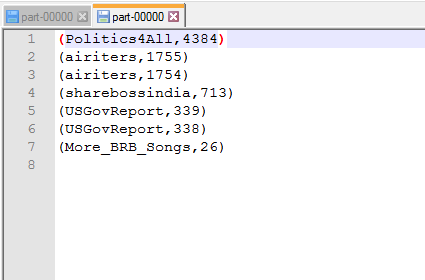 part-00000 part-00000
1 (Politics4All,4384)
2 (airiters,1755)
3 (airiters,1754)
4 (sharebossindia,713)
5 (USGovReport,339)
6 (USGovReport,338)
7 (More_BRB_Songs,26)
8